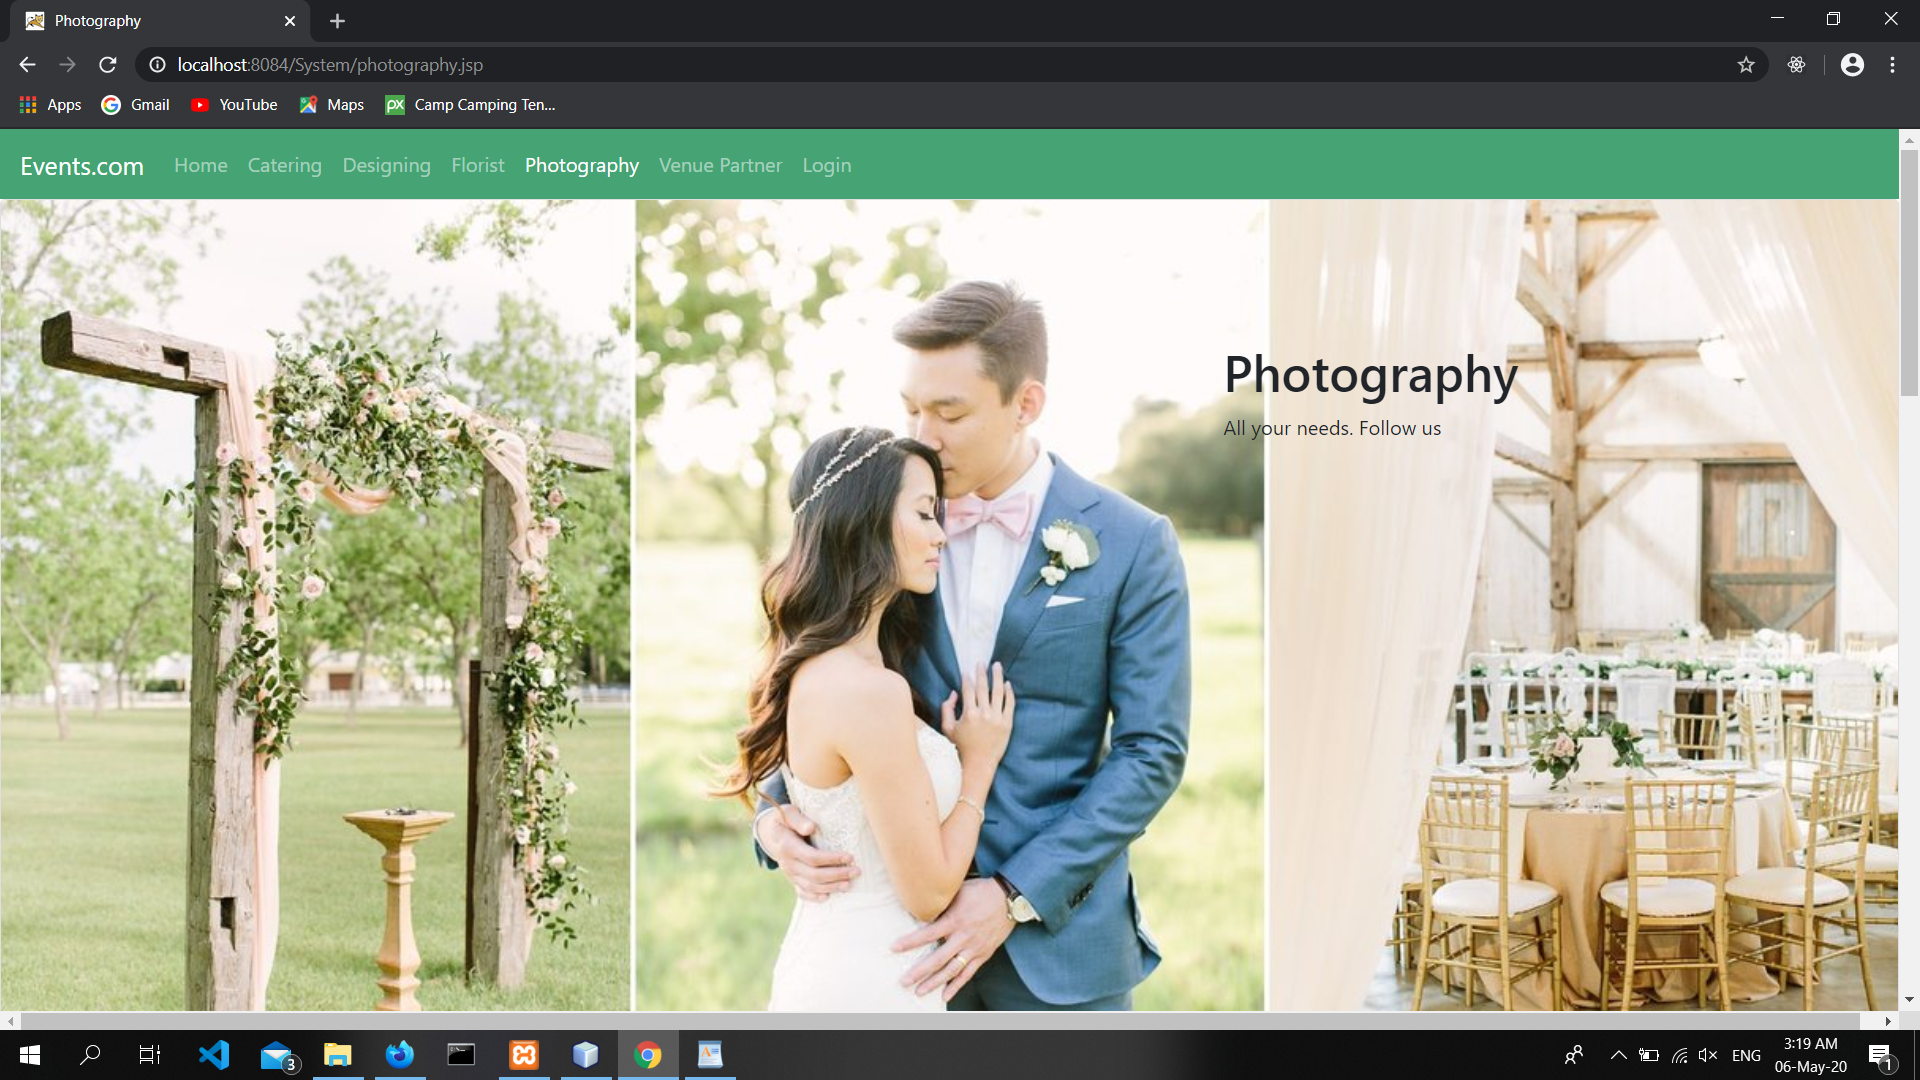 Photography
localhost:8084/System/photography.jsp
Apps Gmail YouTube Maps px Camp Camping Ten...
Events.com Home Catering Designing Florist Photography Venue Partner Login
Photography
All your needs. Follow us
3 ENG 3:19 AM 1
06-May-20